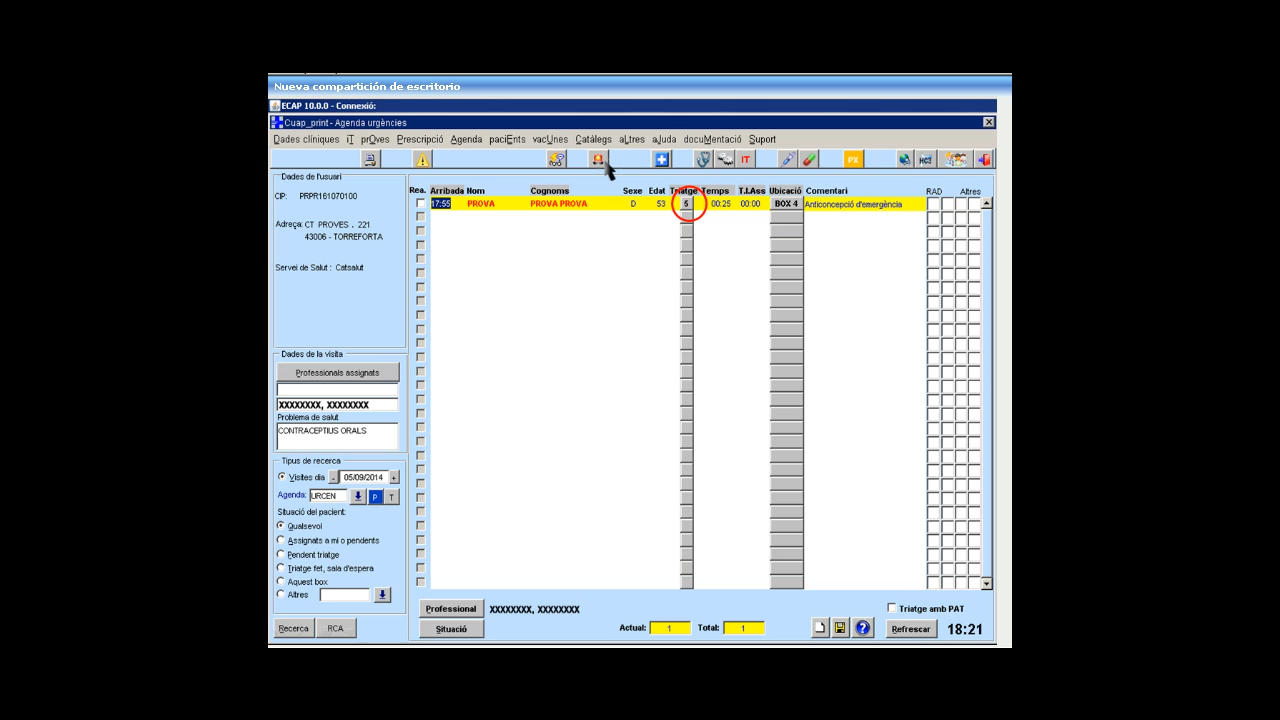 Nueva compartición de escritorio
ECAP 10.0.0 - Connexió:
Cuap_print - Agenda urgències
Dades clíniques iT prOves Prescripció Agenda paciEnts vacUnes Catàlegs aLtres aJuda docuMentació Suport
IT PX HC3
Dades de l'usuari
CIP: PRPR161070100
Adreça: CT PROVES . 221
43006 - TORREFORTA
Servei de Salut : Catsalut
Dades de la visita
Professionals assignats
XXXXXXXX, XXXXXXXX
Problema de salut
CONTRACEPTIUS ORALS
Tipus de recerca
Visites dia - 05/09/2014 +
Agenda: URCEN P T
Situació del pacient:
Qualsevol
Assignats a mi o pendents
Pendent triatge
Triatge fet, sala d'espera
Aquest box
Altres
Recerca RCA
Rea. Arribada Nom Cognoms Sexe Edat Triatge Temps T.I.Ass Ubicació Comentari RAD Altres
17:55 PROVA PROVA PROVA D 53 5 00:25 00:00 BOX 4 Anticoncepció d'emergència
Professional XXXXXXXX, XXXXXXXX
Triatge amb PAT
Situació Actual: 1 Total: 1 ? Refrescar 18:21